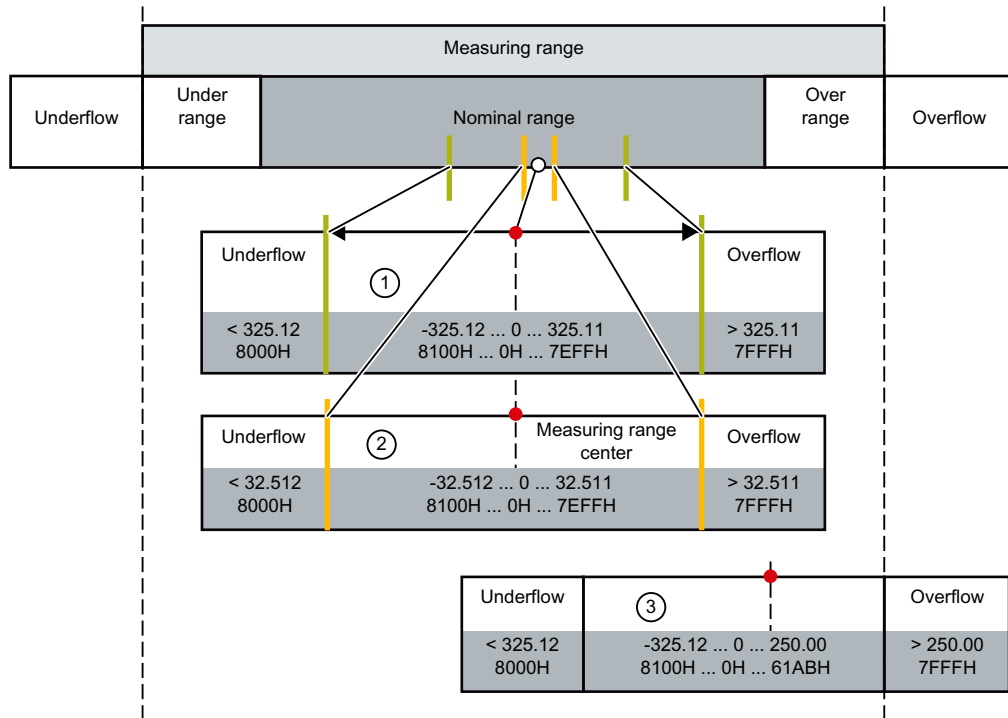 Measuring range
Underflow
Under
range
Nominal range
Over
range
Overflow
Underflow
①
Overflow
< 325.12
8000H
-325.12 ... 0 ... 325.11
8100H ... 0H ... 7EFFH
> 325.11
7FFFH
Underflow
②
Measuring range
center
Overflow
< 32.512
8000H
-32.512 ... 0 ... 32.511
8100H ... 0H ... 7EFFH
> 32.511
7FFFH
Underflow
③
Overflow
< 325.12
8000H
-325.12 ... 0 ... 250.00
8100H ... 0H ... 61ABH
> 250.00
7FFFH